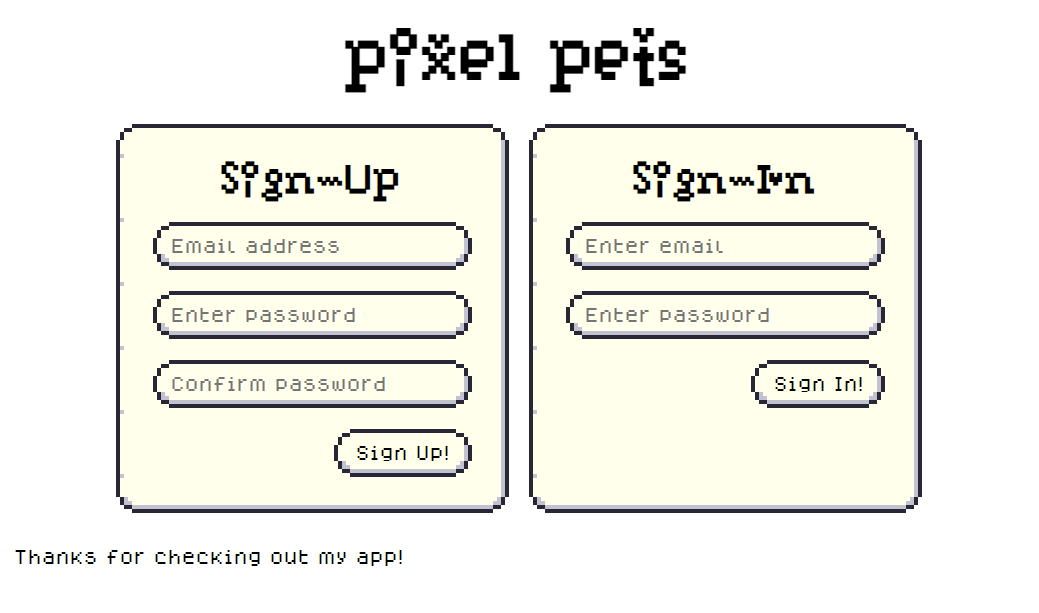 pixel pets
Sign-Up
Email address
Enter password
Confirm password
Sign Up!
Sign-In
Enter email
Enter password
Sign In!
Thanks for checking out my app!